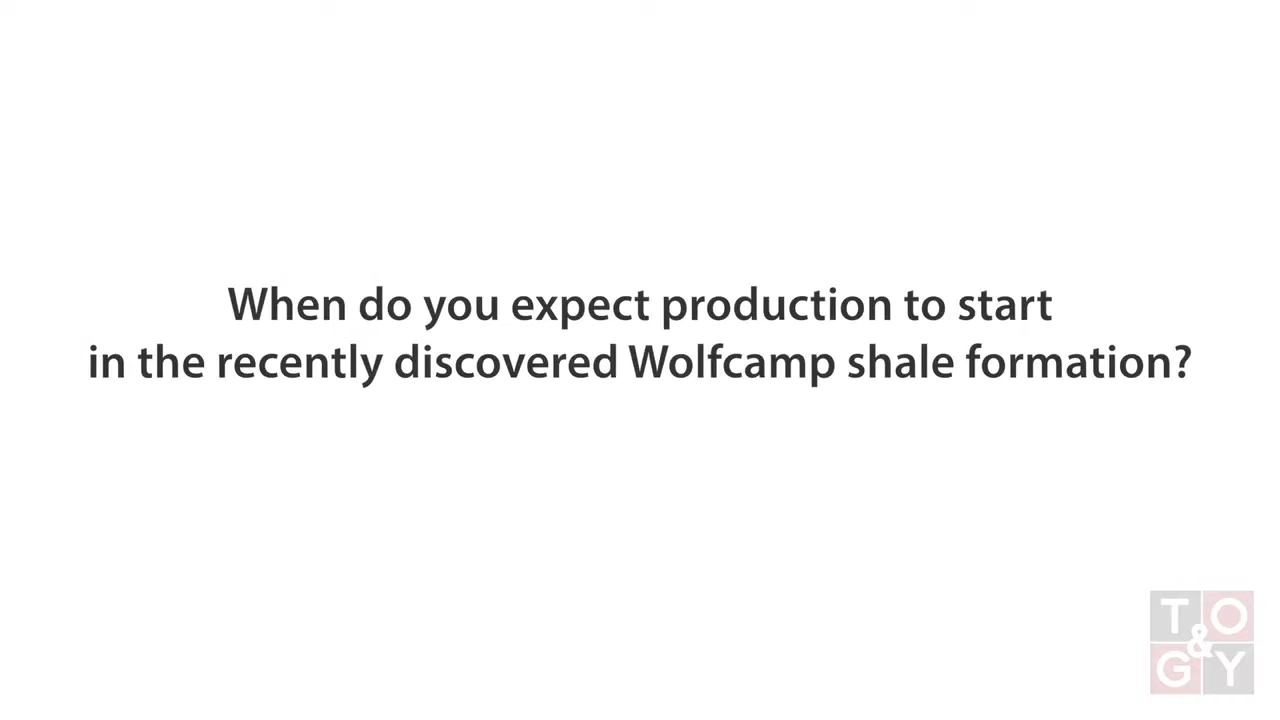 When do you expect production to start
in the recently discovered Wolfcamp shale formation?
T O
&
G Y